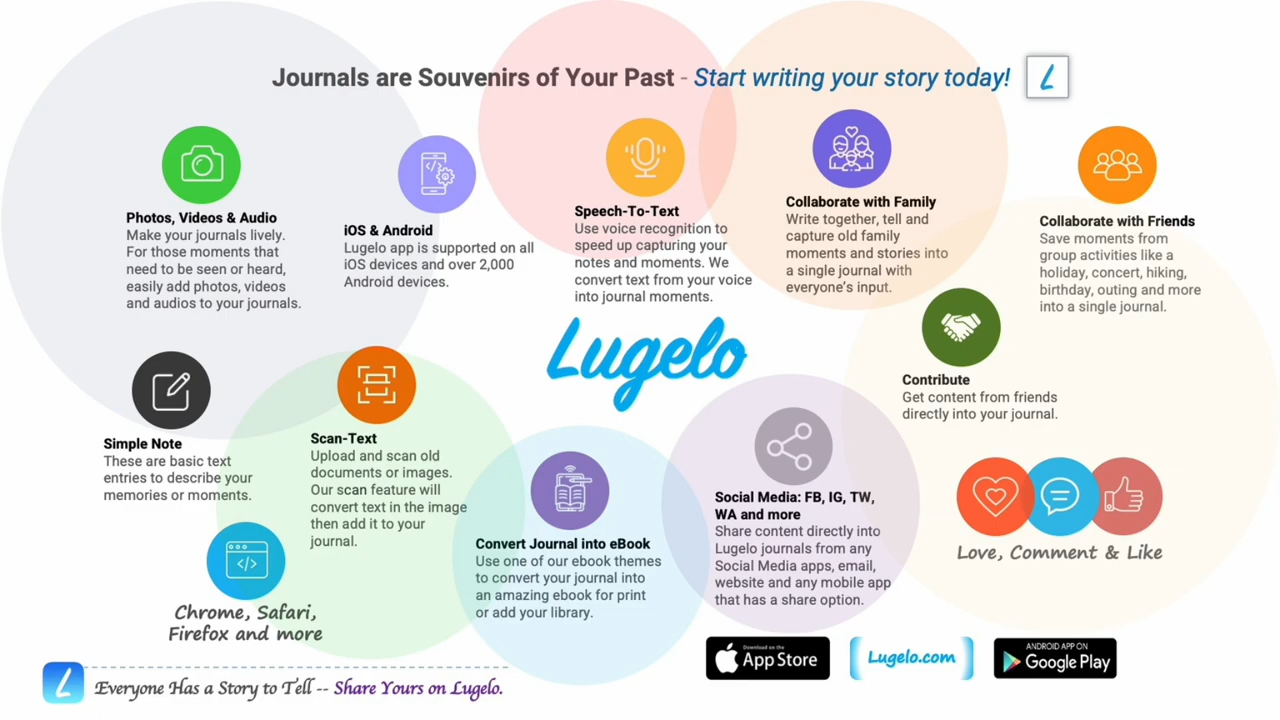 Journals are Souvenirs of Your Past - Start writing your story today!
L
Photos, Videos & Audio
Make your journals lively.
For those moments that
need to be seen or heard,
easily add photos, videos
and audios to your journals.
iOS & Android
Lugelo app is supported on all
iOS devices and over 2,000
Android devices.
Speech-To-Text
Use voice recognition to
speed up capturing your
notes and moments. We
convert text from your voice
into journal moments.
Collaborate with Family
Write together, tell and
capture old family
moments and stories into
a single journal with
everyone's input.
Collaborate with Friends
Save moments from
group activities like a
holiday, concert, hiking,
birthday, outing and more
into a single journal.
Lugelo
Contribute
Get content from friends
directly into your journal.
Simple Note
These are basic text
entries to describe your
memories or moments.
Scan-Text
Upload and scan old
documents or images.
Our scan feature will
convert text in the image
then add it to your
journal.
Convert Journal into eBook
Use one of our ebook themes
to convert your journal into
an amazing ebook for print
or add your library.
Social Media: FB, IG, TW,
WA and more
Share content directly into
Lugelo journals from any
Social Media apps, email,
website and any mobile app
that has a share option.
Love, Comment & Like
Chrome, Safari,
Firefox and more
Download on the
App Store
Lugelo.com
ANDROID APP ON
Google Play
L
Everyone Has a Story to Tell -- Share Yours on Lugelo.